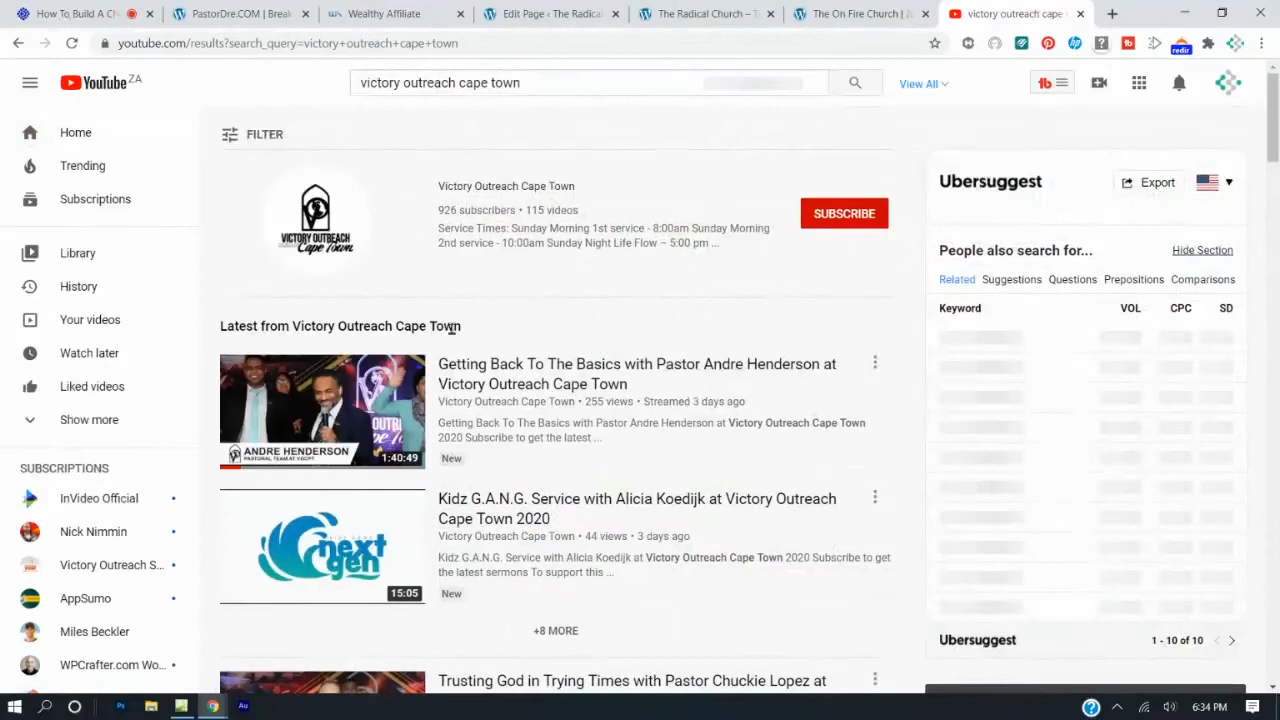 How To Build A Ch
PastorDre.COM | Break
Wealthy Affiliate
Edit Page ‹ The Radical
The Radical Church – T
The On Fire Church | Ju
ubersuggest cape
youtube.com/results?search_query=victory+outreach+cape+town
redir
YouTube ZA
victory outreach cape town
View All
Home
Trending
Subscriptions
Library
History
Your videos
Watch later
Liked videos
Show more
SUBSCRIPTIONS
InVideo Official
Nick Nimmin
Victory Outreach S...
AppSumo
Miles Beckler
WPCrafter.com Wo...
FILTER
VICTORY OUTREACH
Cape Town
Victory Outreach Cape Town
926 subscribers • 115 videos
Service Times: Sunday Morning 1st service - 8:00am Sunday Morning
2nd service - 10:00am Sunday Night Life Flow – 5:00 pm ...
SUBSCRIBE
Latest from Victory Outreach Cape Town
ANDRE HENDERSON
1:40:49
Getting Back To The Basics with Pastor Andre Henderson at
Victory Outreach Cape Town
Victory Outreach Cape Town • 255 views • Streamed 3 days ago
Getting Back To The Basics with Pastor Andre Henderson at Victory Outreach Cape Town
2020 Subscribe to get the latest ...
New
next
gen
15:05
Kidz G.A.N.G. Service with Alicia Koedijk at Victory Outreach
Cape Town 2020
Victory Outreach Cape Town • 44 views • 3 days ago
Kidz G.A.N.G. Service with Alicia Koedijk at Victory Outreach Cape Town 2020 Subscribe to get
the latest sermons To support this ...
New
+8 MORE
Trusting God in Trying Times with Pastor Chuckie Lopez at
Ubersuggest
Export
People also search for...
Hide Section
Related Suggestions Questions Prepositions Comparisons
Keyword VOL CPC SD
Ubersuggest
1 - 10 of 10
Ps
Au
6:34 PM